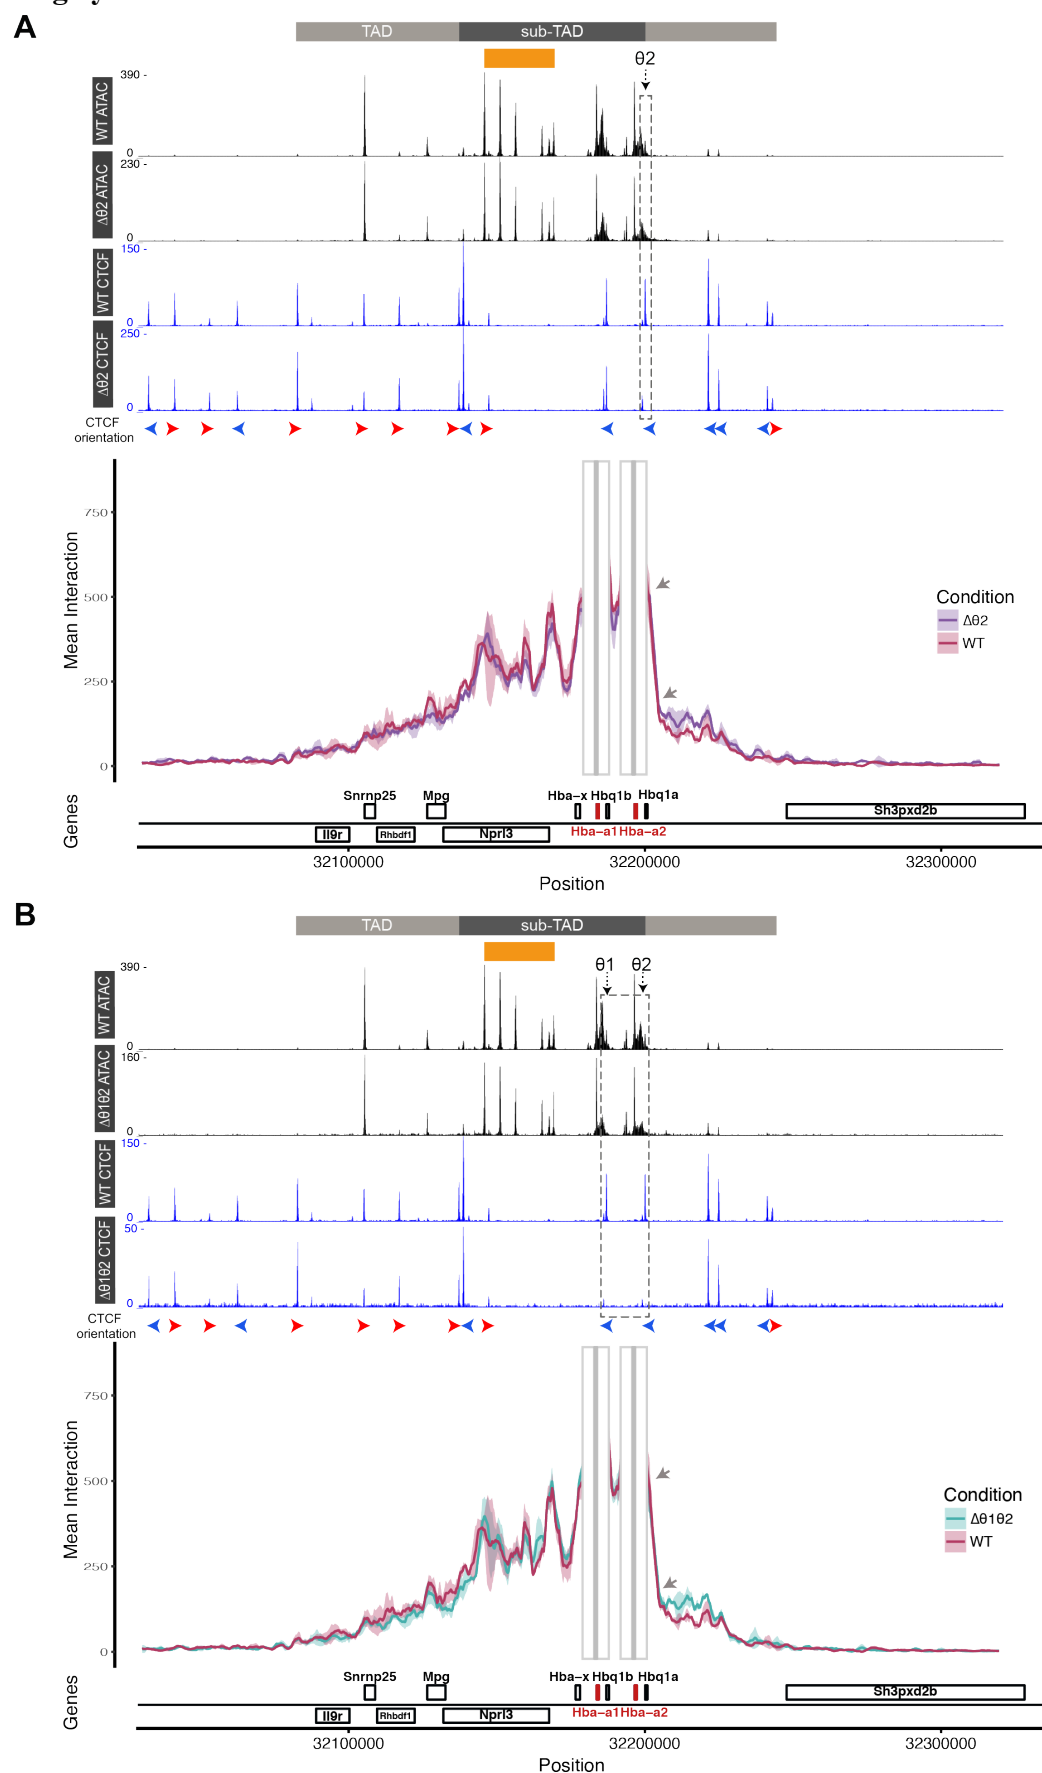 A
TAD sub-TAD
θ2
WT ATAC
390 -
0
Δθ2 ATAC
230 -
0
WT CTCF
150 -
0
Δθ2 CTCF
250 -
0
CTCF
orientation
Mean Interaction
750
500
250
0
Condition
Δθ2
WT
Genes
Snrnp25 Mpg Hba-x Hbq1b Hbq1a Sh3pxd2b
Il9r Rhbdf1 Nprl3 Hba-a1 Hba-a2
32100000 32200000 32300000
Position
B
TAD sub-TAD
θ1 θ2
WT ATAC
390 -
0
Δθ1θ2 ATAC
160 -
0
WT CTCF
150 -
0
Δθ1θ2 CTCF
50 -
0
CTCF
orientation
Mean Interaction
750
500
250
0
Condition
Δθ1θ2
WT
Genes
Snrnp25 Mpg Hba-x Hbq1b Hbq1a Sh3pxd2b
Il9r Rhbdf1 Nprl3 Hba-a1 Hba-a2
32100000 32200000 32300000
Position